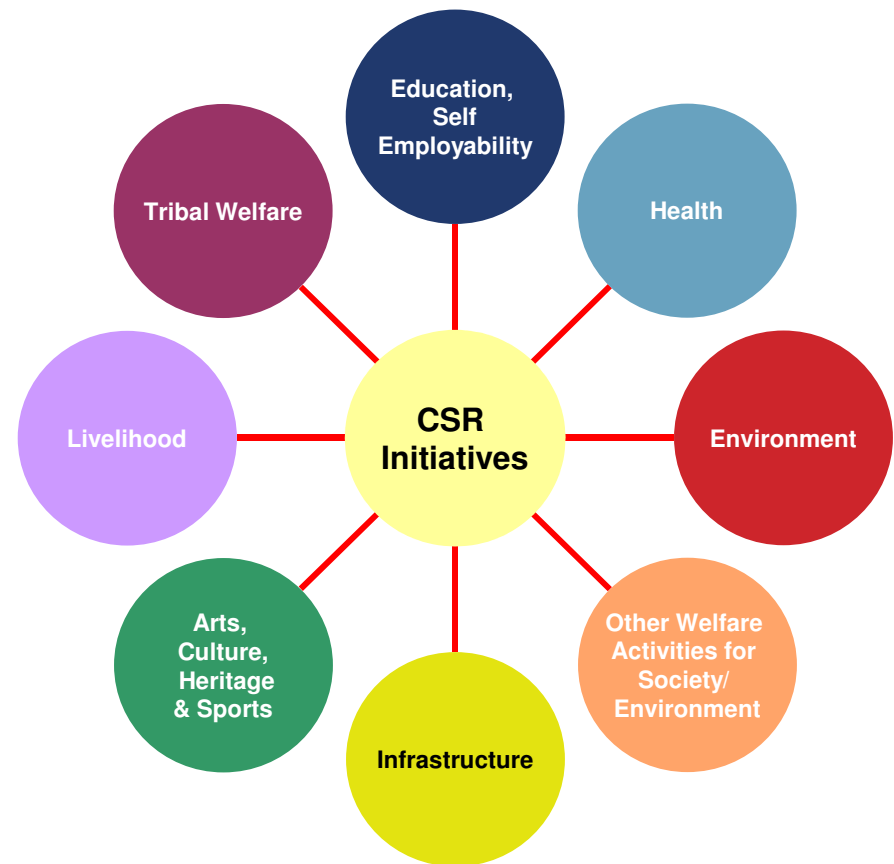 Education,
Self
Employability
Tribal Welfare
Health
CSR
Initiatives
Livelihood
Environment
Arts,
Culture,
Heritage
& Sports
Other Welfare
Activities for
Society/
Environment
Infrastructure